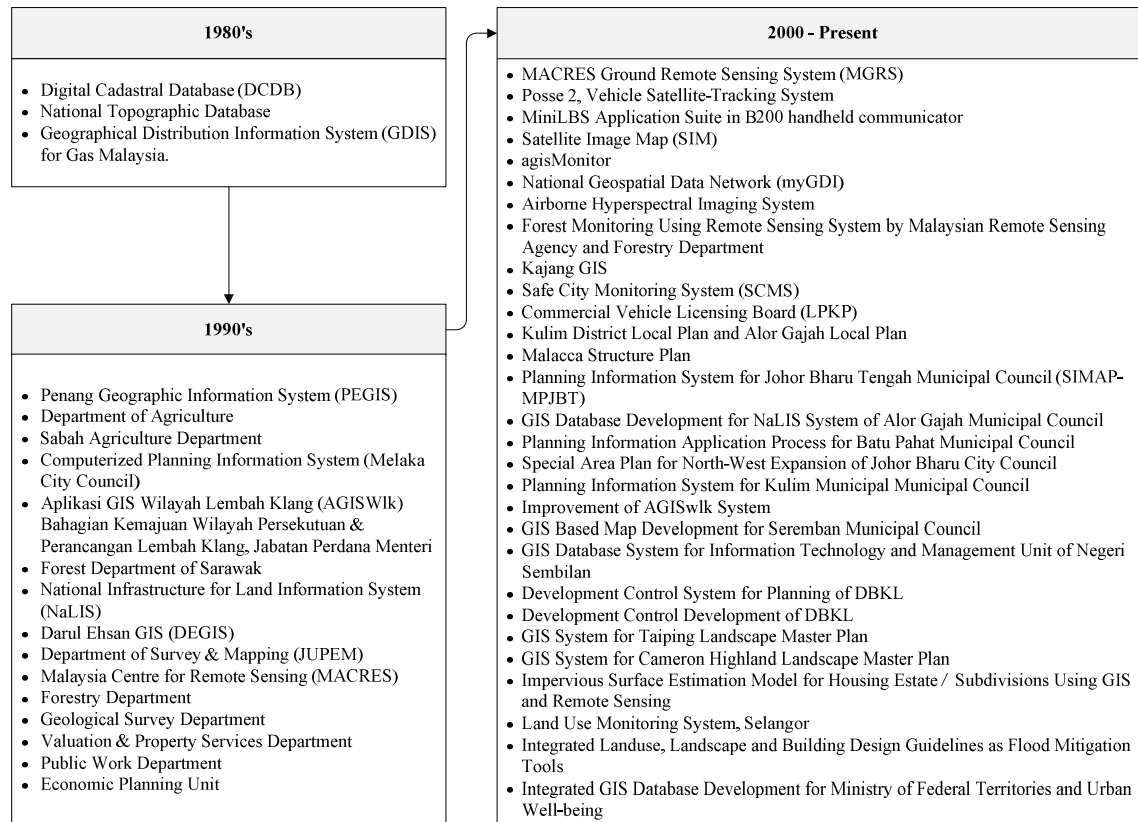 1980's
• Digital Cadastral Database (DCDB)
• National Topographic Database
• Geographical Distribution Information System (GDIS)
for Gas Malaysia.
1990's
• Penang Geographic Information System (PEGIS)
• Department of Agriculture
• Sabah Agriculture Department
• Computerized Planning Information System (Melaka
City Council)
• Aplikasi GIS Wilayah Lembah Klang (AGISWlk)
Bahagian Kemajuan Wilayah Persekutuan &
Perancangan Lembah Klang, Jabatan Perdana Menteri
• Forest Department of Sarawak
• National Infrastructure for Land Information System
(NaLIS)
• Darul Ehsan GIS (DEGIS)
• Department of Survey & Mapping (JUPEM)
• Malaysia Centre for Remote Sensing (MACRES)
• Forestry Department
• Geological Survey Department
• Valuation & Property Services Department
• Public Work Department
• Economic Planning Unit
2000 - Present
• MACRES Ground Remote Sensing System (MGRS)
• Posse 2, Vehicle Satellite-Tracking System
• MiniLBS Application Suite in B200 handheld communicator
• Satellite Image Map (SIM)
• agisMonitor
• National Geospatial Data Network (myGDI)
• Airborne Hyperspectral Imaging System
• Forest Monitoring Using Remote Sensing System by Malaysian Remote Sensing
Agency and Forestry Department
• Kajang GIS
• Safe City Monitoring System (SCMS)
• Commercial Vehicle Licensing Board (LPKP)
• Kulim District Local Plan and Alor Gajah Local Plan
• Malacca Structure Plan
• Planning Information System for Johor Bharu Tengah Municipal Council (SIMAP-
MPJBT)
• GIS Database Development for NaLIS System of Alor Gajah Municipal Council
• Planning Information Application Process for Batu Pahat Municipal Council
• Special Area Plan for North-West Expansion of Johor Bharu City Council
• Planning Information System for Kulim Municipal Municipal Council
• Improvement of AGISwlk System
• GIS Based Map Development for Seremban Municipal Council
• GIS Database System for Information Technology and Management Unit of Negeri
Sembilan
• Development Control System for Planning of DBKL
• Development Control Development of DBKL
• GIS System for Taiping Landscape Master Plan
• GIS System for Cameron Highland Landscape Master Plan
• Impervious Surface Estimation Model for Housing Estate / Subdivisions Using GIS
and Remote Sensing
• Land Use Monitoring System, Selangor
• Integrated Landuse, Landscape and Building Design Guidelines as Flood Mitigation
Tools
• Integrated GIS Database Development for Ministry of Federal Territories and Urban
Well-being